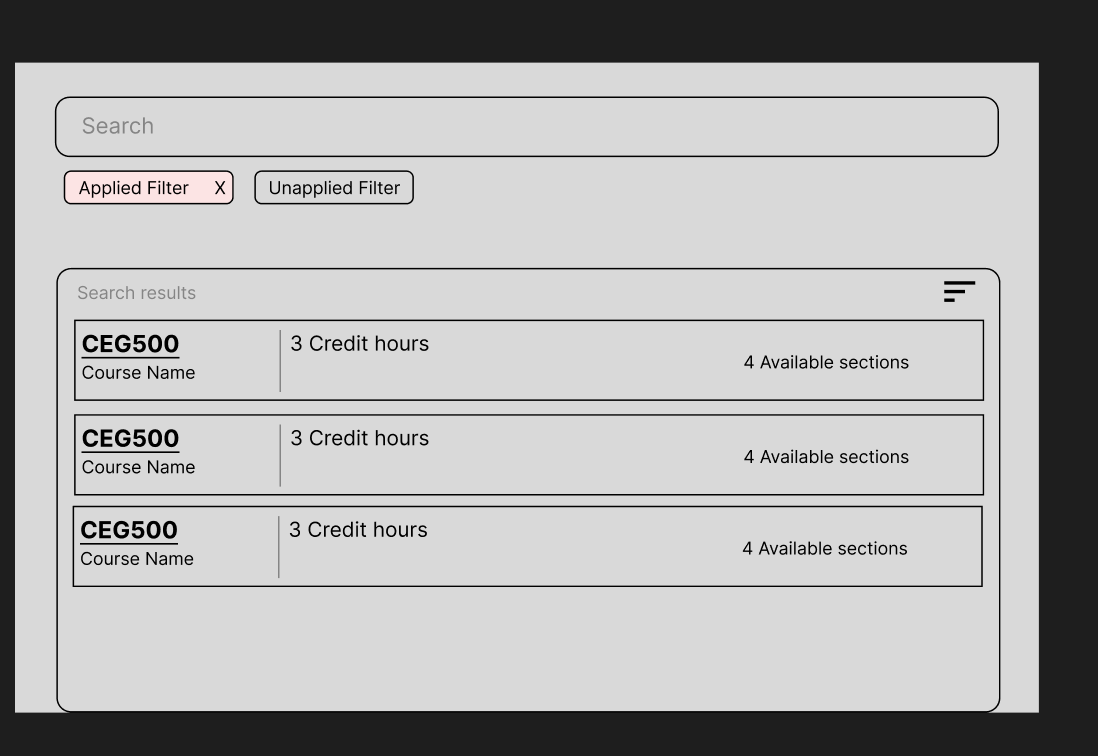 Search
Applied Filter X Unapplied Filter
Search results
CEG500 3 Credit hours
Course Name 4 Available sections
CEG500 3 Credit hours
Course Name 4 Available sections
CEG500 3 Credit hours
Course Name 4 Available sections